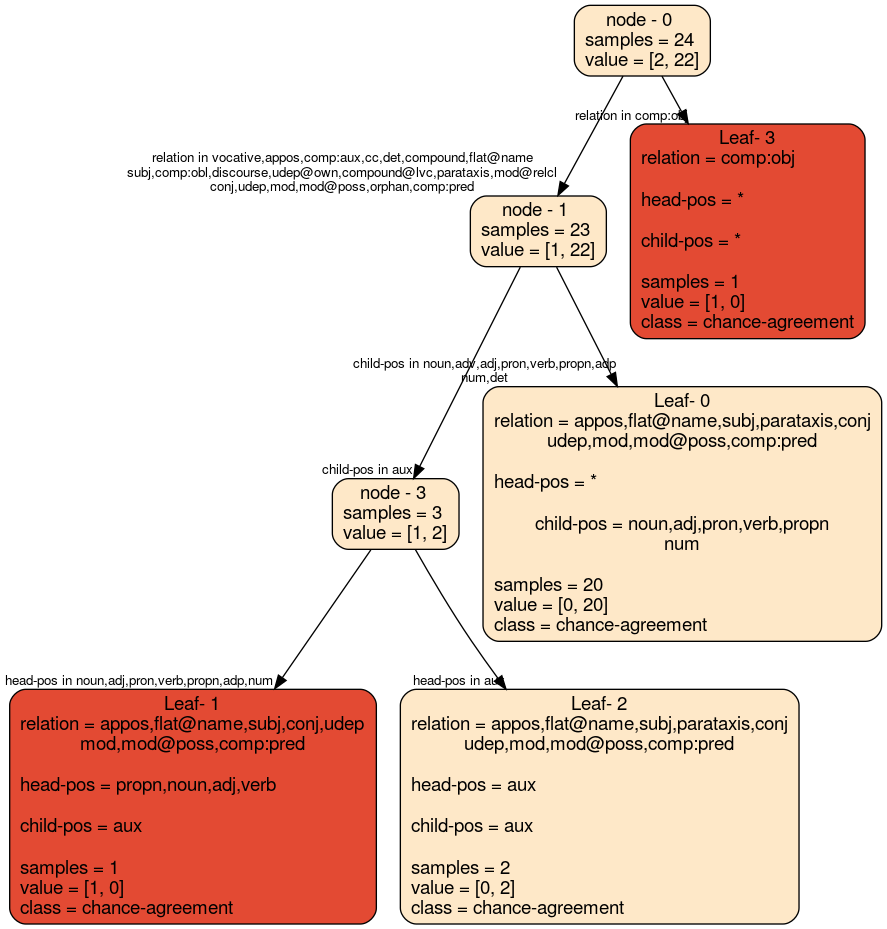 node - 0
samples = 24
value = [2, 22]
relation in comp:obj
Leaf- 3
relation = comp:obj
head-pos = *
child-pos = *
samples = 1
value = [1, 0]
class = chance-agreement
relation in vocative,appos,comp:aux,cc,det,compound,flat@name
subj,comp:obl,discourse,udep@own,compound@lvc,parataxis,mod@relcl
conj,udep,mod,mod@poss,orphan,comp:pred
node - 1
samples = 23
value = [1, 22]
child-pos in noun,adv,adj,pron,verb,propn,adp
num,det
Leaf- 0
relation = appos,flat@name,subj,parataxis,conj
udep,mod,mod@poss,comp:pred
head-pos = *
child-pos = noun,adj,pron,verb,propn
num
samples = 20
value = [0, 20]
class = chance-agreement
child-pos in aux
node - 3
samples = 3
value = [1, 2]
head-pos in noun,adj,pron,verb,propn,adp,num
Leaf- 1
relation = appos,flat@name,subj,conj,udep
mod,mod@poss,comp:pred
head-pos = propn,noun,adj,verb
child-pos = aux
samples = 1
value = [1, 0]
class = chance-agreement
head-pos in aux
Leaf- 2
relation = appos,flat@name,subj,parataxis,conj
udep,mod,mod@poss,comp:pred
head-pos = aux
child-pos = aux
samples = 2
value = [0, 2]
class = chance-agreement